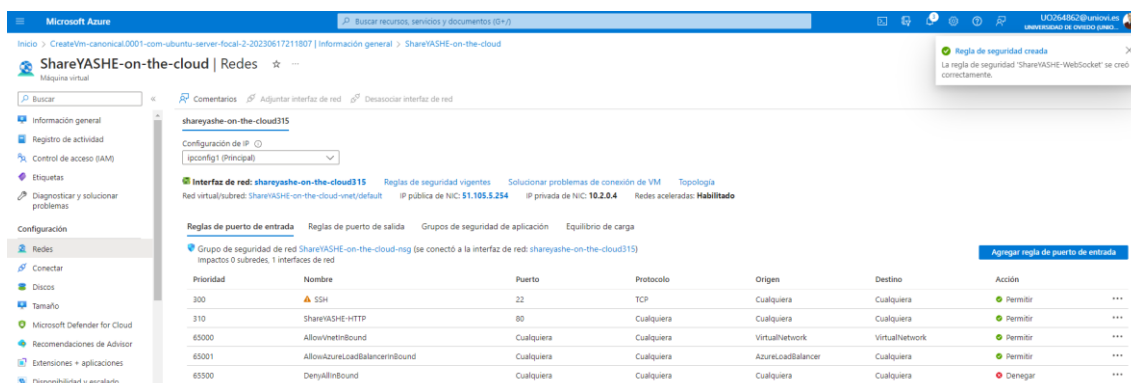 Microsoft Azure
Buscar recursos, servicios y documentos (G+/)
UO264862@uniovi.es
UNIVERSIDAD DE OVIEDO (UNIO...
Inicio > CreateVm-canonical.0001-com-ubuntu-server-focal-2-20230617211807 | Información general > ShareYASHE-on-the-cloud
ShareYASHE-on-the-cloud | Redes
Máquina virtual
Regla de seguridad creada
La regla de seguridad 'ShareYASHE-WebSocket' se creó
correctamente.
Buscar
Información general
Registro de actividad
Control de acceso (IAM)
Etiquetas
Diagnosticar y solucionar
problemas
Configuración
Redes
Conectar
Discos
Tamaño
Microsoft Defender for Cloud
Recomendaciones de Advisor
Extensiones + aplicaciones
Disponibilidad y escalado
Comentarios Adjuntar interfaz de red Desasociar interfaz de red
shareyashe-on-the-cloud315
Configuración de IP
ipconfig1 (Principal)
Interfaz de red: shareyashe-on-the-cloud315 Reglas de seguridad vigentes Solucionar problemas de conexión de VM Topología
Red virtual/subred: ShareYASHE-on-the-cloud-vnet/default IP pública de NIC: 51.105.5.254 IP privada de NIC: 10.2.0.4 Redes aceleradas: Habilitado
Reglas de puerto de entrada Reglas de puerto de salida Grupos de seguridad de aplicación Equilibrio de carga
Grupo de seguridad de red ShareYASHE-on-the-cloud-nsg (se conectó a la interfaz de red: shareyashe-on-the-cloud315)
Impactos 0 subredes, 1 interfaces de red
Agregar regla de puerto de entrada
Prioridad Nombre Puerto Protocolo Origen Destino Acción
300 SSH 22 TCP Cualquiera Cualquiera Permitir
310 ShareYASHE-HTTP 80 Cualquiera Cualquiera Cualquiera Permitir
65000 AllowVnetInBound Cualquiera Cualquiera VirtualNetwork VirtualNetwork Permitir
65001 AllowAzureLoadBalancerInBound Cualquiera Cualquiera AzureLoadBalancer Cualquiera Permitir
65500 DenyAllInBound Cualquiera Cualquiera Cualquiera Cualquiera Denegar